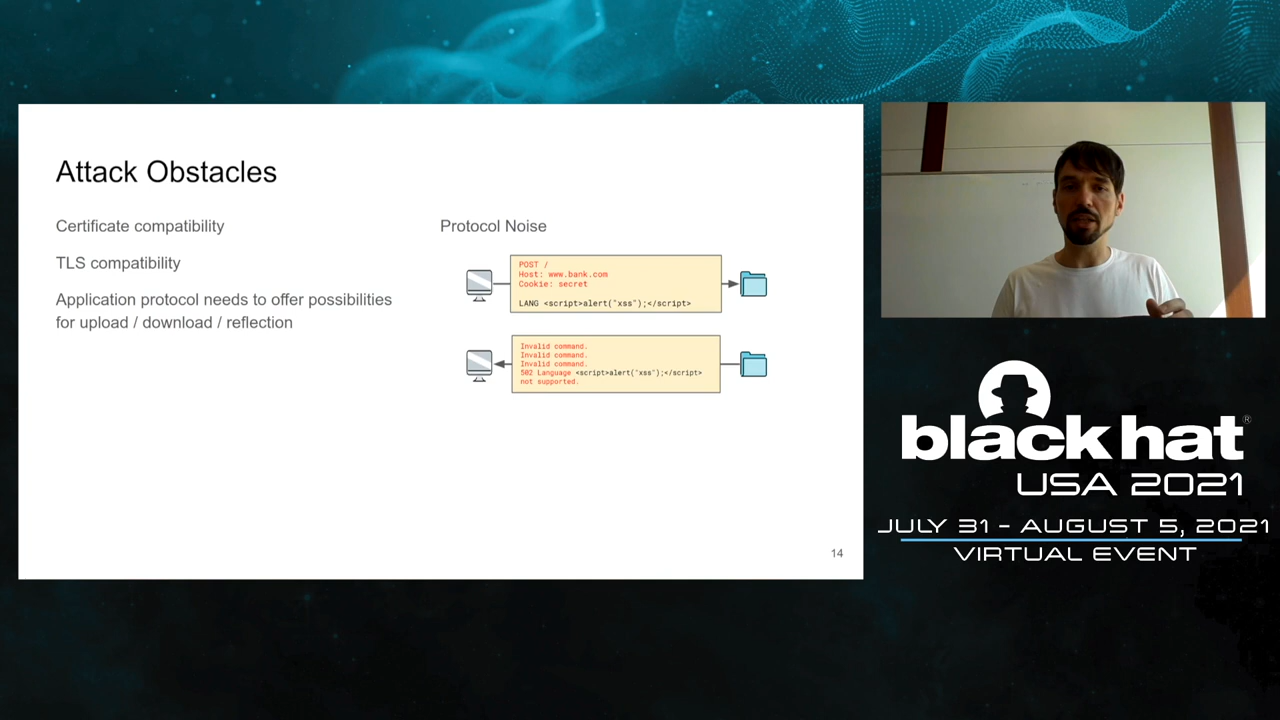 Attack Obstacles
Certificate compatibility
TLS compatibility
Application protocol needs to offer possibilities
for upload / download / reflection
Protocol Noise
POST /
Host: www.bank.com
Cookie: secret
LANG <script>alert("xss");</script>
Invalid command.
Invalid command.
Invalid command.
502 Language <script>alert("xss");</script>
not supported.
14
black hat®
USA 2021
JULY 31 - AUGUST 5, 2021
VIRTUAL EVENT